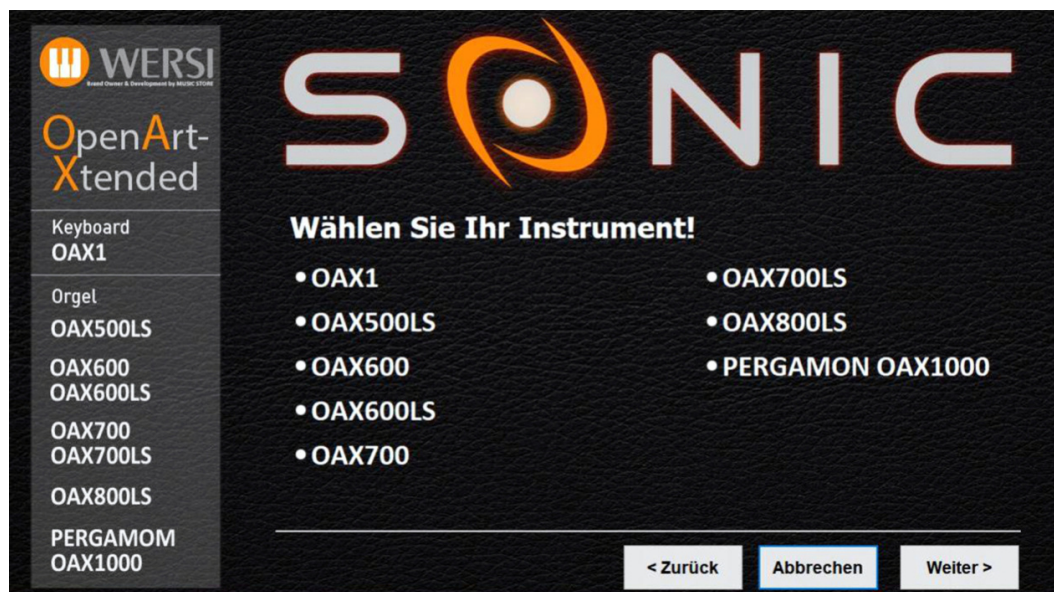 WERSI
Brand Owner & Development by MUSIC STORE
OpenArt-
Xtended
Keyboard
OAX1
Orgel
OAX500LS
OAX600
OAX600LS
OAX700
OAX700LS
OAX800LS
PERGAMOM
OAX1000
SONIC
Wählen Sie Ihr Instrument!
• OAX1
• OAX500LS
• OAX600
• OAX600LS
• OAX700
• OAX700LS
• OAX800LS
• PERGAMON OAX1000
< Zurück
Abbrechen
Weiter >